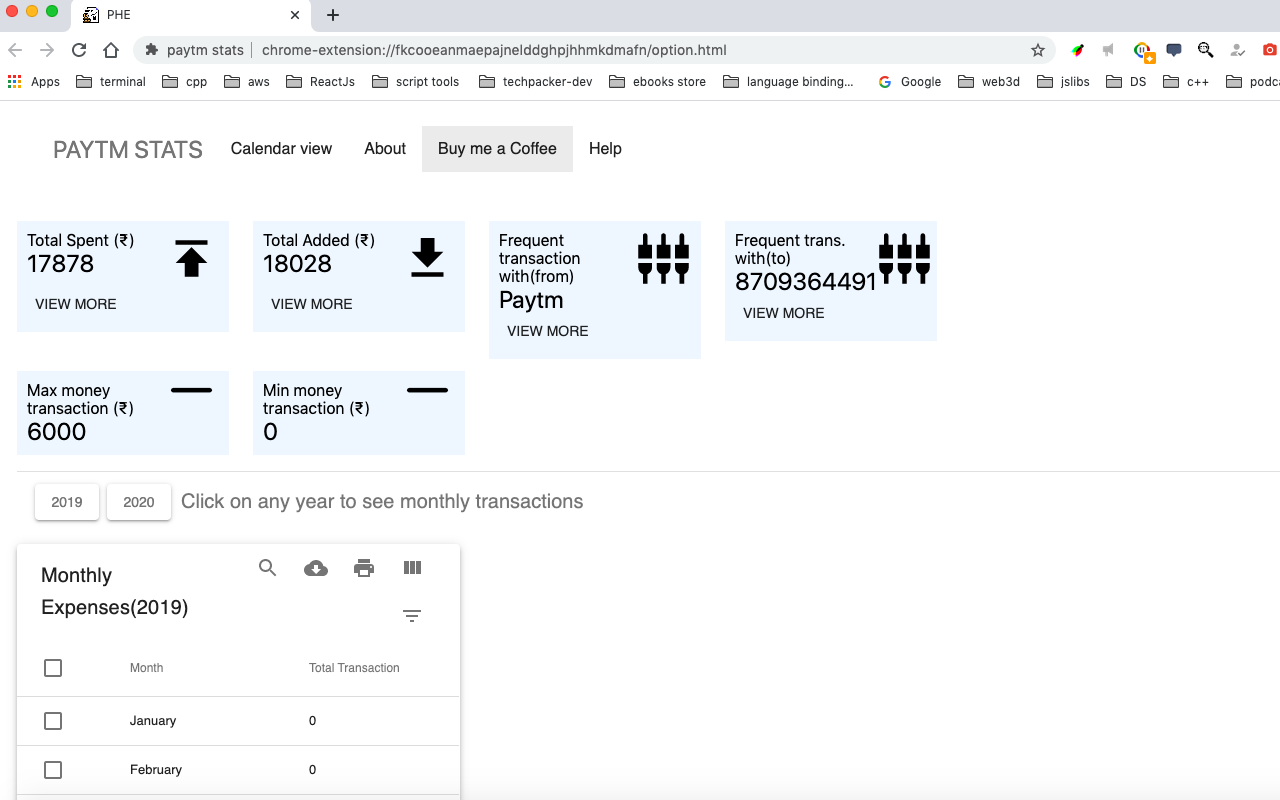 PHE
paytm stats
chrome-extension://fkcooeanmaepajnelddghpjhhmkdmafn/option.html
Apps terminal cpp aws ReactJs script tools techpacker-dev ebooks store language binding... Google web3d jslibs DS c++ podca
PAYTM STATS Calendar view About Buy me a Coffee Help
Total Spent (₹)
17878
VIEW MORE
Total Added (₹)
18028
VIEW MORE
Frequent
transaction
with(from)
Paytm
VIEW MORE
Frequent trans.
with(to)
8709364491
VIEW MORE
Max money
transaction (₹)
6000
Min money
transaction (₹)
0
2019 2020 Click on any year to see monthly transactions
Monthly
Expenses(2019)
Month Total Transaction
January 0
February 0